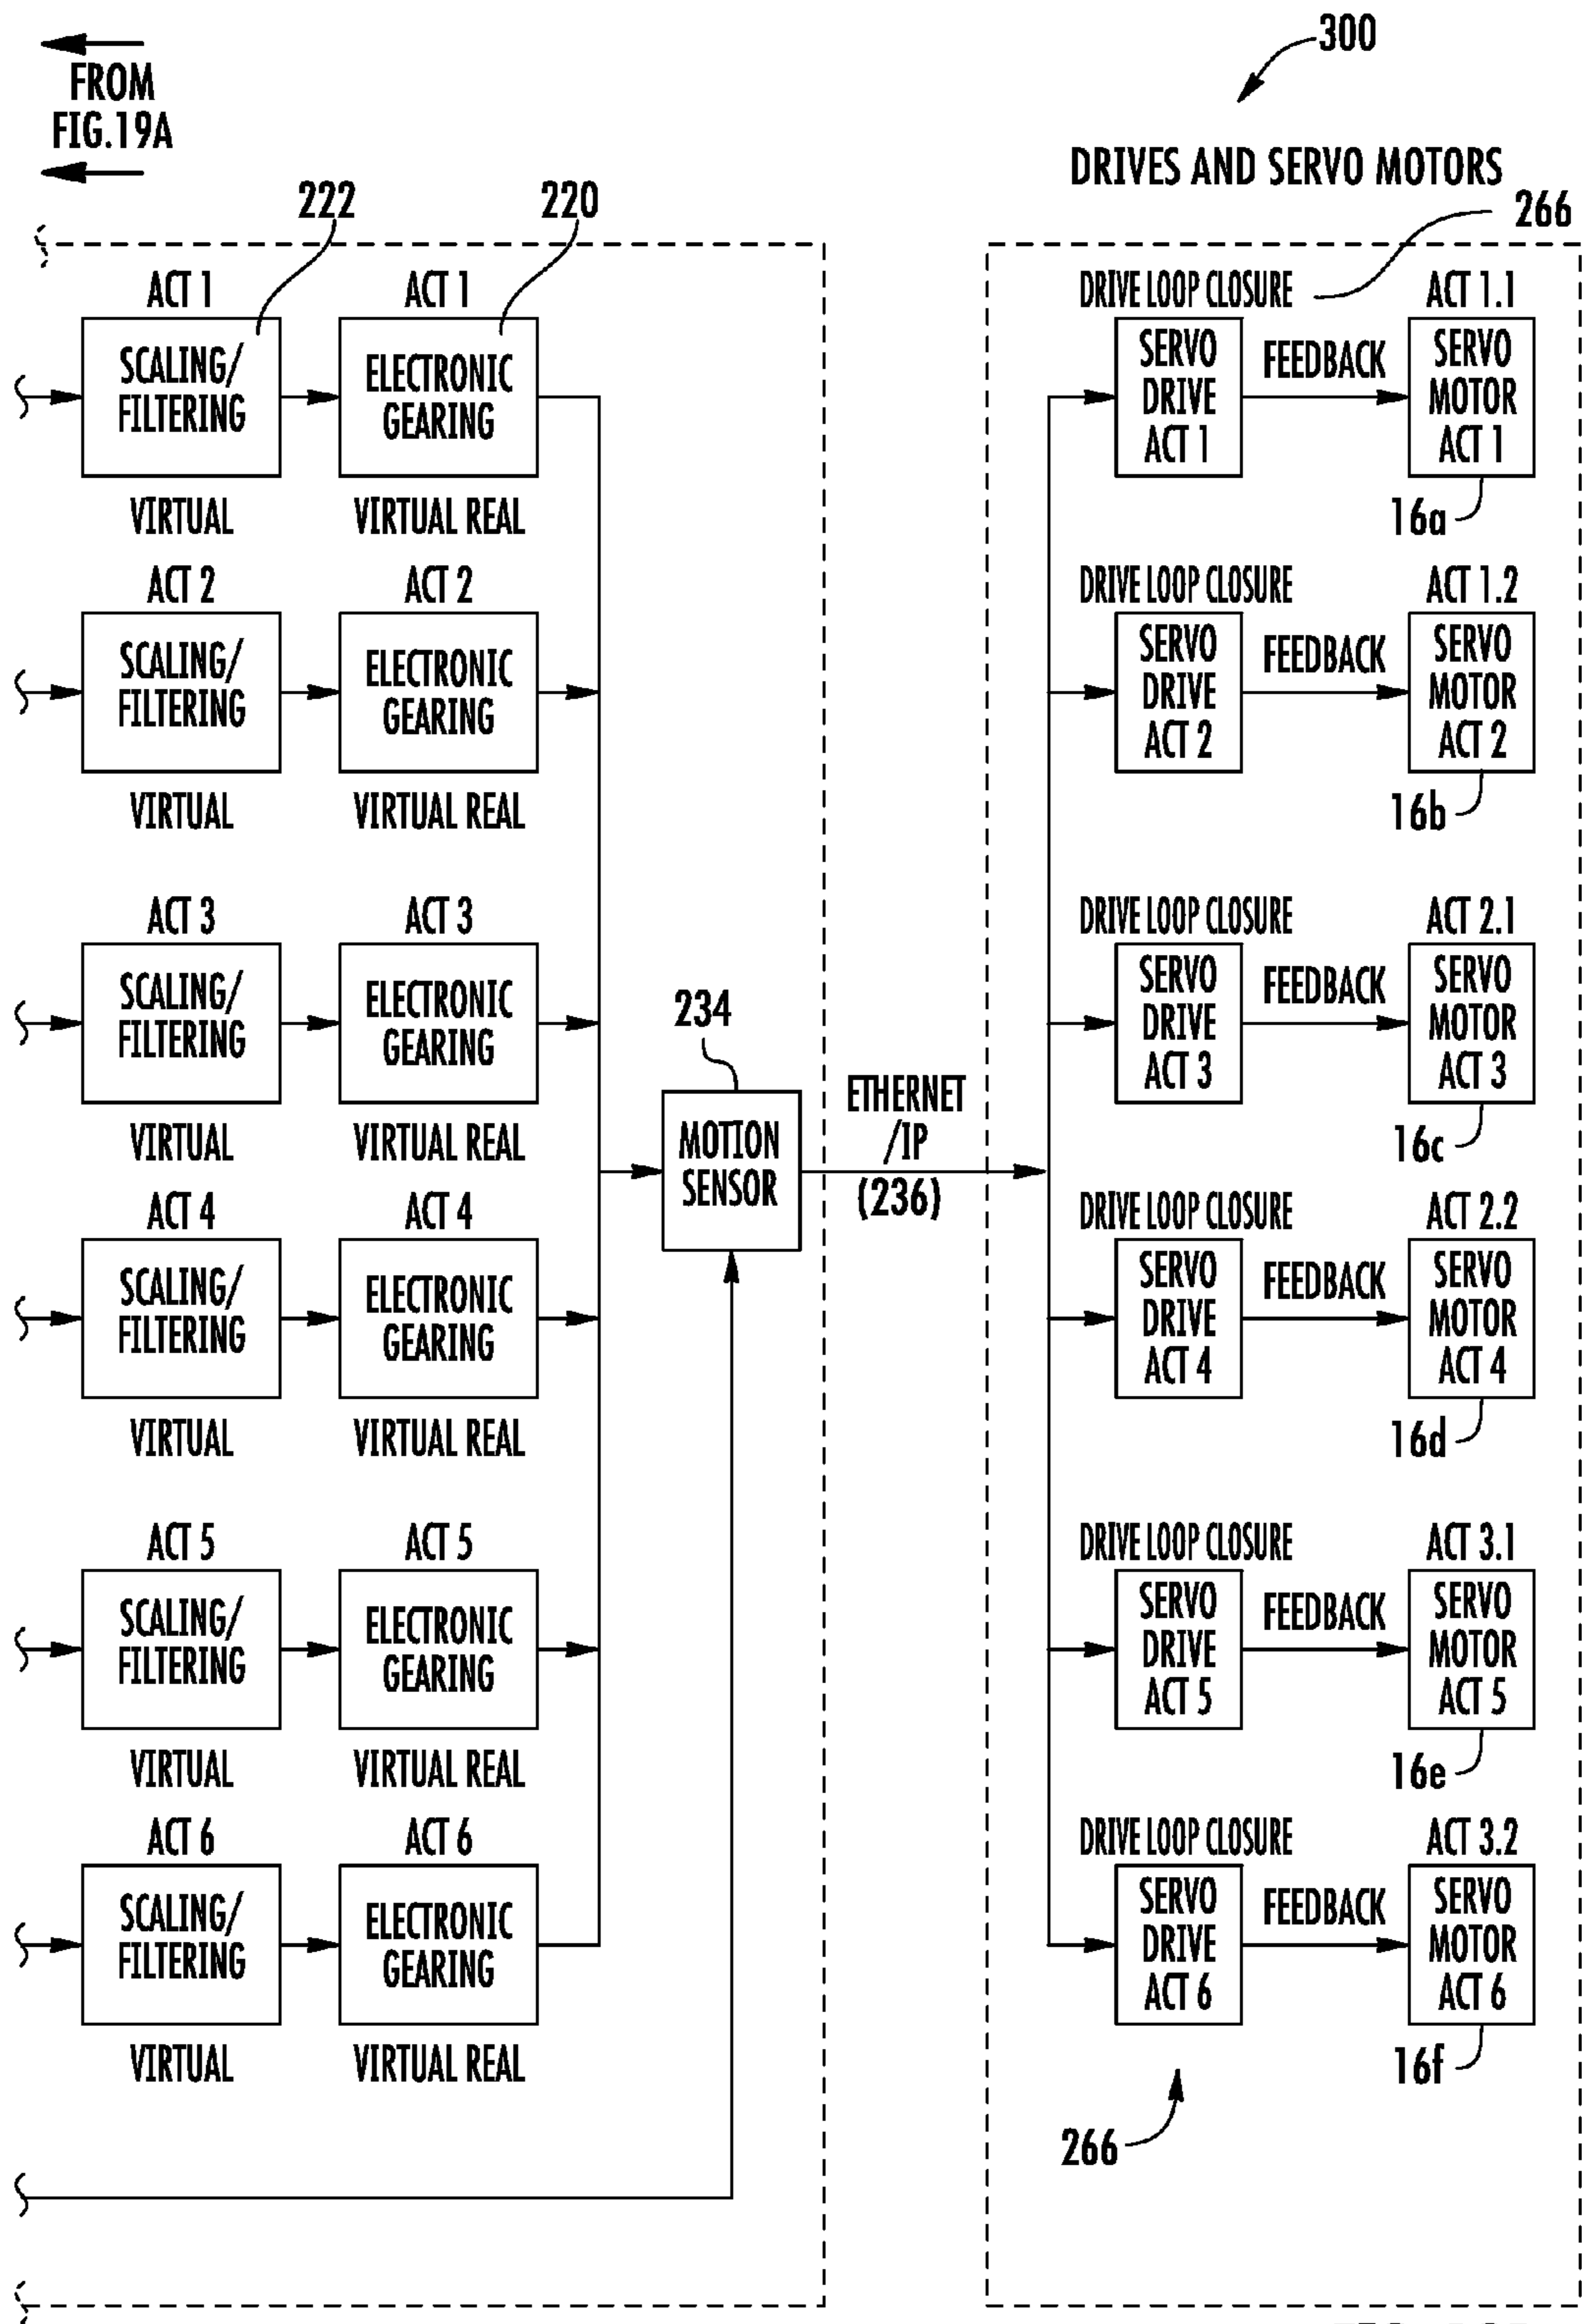 FROM
FIG.19A
300
DRIVES AND SERVO MOTORS
222
220
266
ACT 1
ACT 1
DRIVE LOOP CLOSURE
ACT 1.1
SCALING/
FILTERING
ELECTRONIC
GEARING
SERVO
DRIVE
ACT 1
FEEDBACK
SERVO
MOTOR
ACT 1
VIRTUAL
VIRTUAL REAL
16a
ACT 2
ACT 2
DRIVE LOOP CLOSURE
ACT 1.2
SCALING/
FILTERING
ELECTRONIC
GEARING
SERVO
DRIVE
ACT 2
FEEDBACK
SERVO
MOTOR
ACT 2
VIRTUAL
VIRTUAL REAL
16b
ACT 3
ACT 3
DRIVE LOOP CLOSURE
ACT 2.1
SCALING/
FILTERING
ELECTRONIC
GEARING
SERVO
DRIVE
ACT 3
FEEDBACK
SERVO
MOTOR
ACT 3
VIRTUAL
VIRTUAL REAL
16c
234
MOTION
SENSOR
ETHERNET
/IP
(236)
ACT 4
ACT 4
DRIVE LOOP CLOSURE
ACT 2.2
SCALING/
FILTERING
ELECTRONIC
GEARING
SERVO
DRIVE
ACT 4
FEEDBACK
SERVO
MOTOR
ACT 4
VIRTUAL
VIRTUAL REAL
16d
ACT 5
ACT 5
DRIVE LOOP CLOSURE
ACT 3.1
SCALING/
FILTERING
ELECTRONIC
GEARING
SERVO
DRIVE
ACT 5
FEEDBACK
SERVO
MOTOR
ACT 5
VIRTUAL
VIRTUAL REAL
16e
ACT 6
ACT 6
DRIVE LOOP CLOSURE
ACT 3.2
SCALING/
FILTERING
ELECTRONIC
GEARING
SERVO
DRIVE
ACT 6
FEEDBACK
SERVO
MOTOR
ACT 6
VIRTUAL
VIRTUAL REAL
16f
266